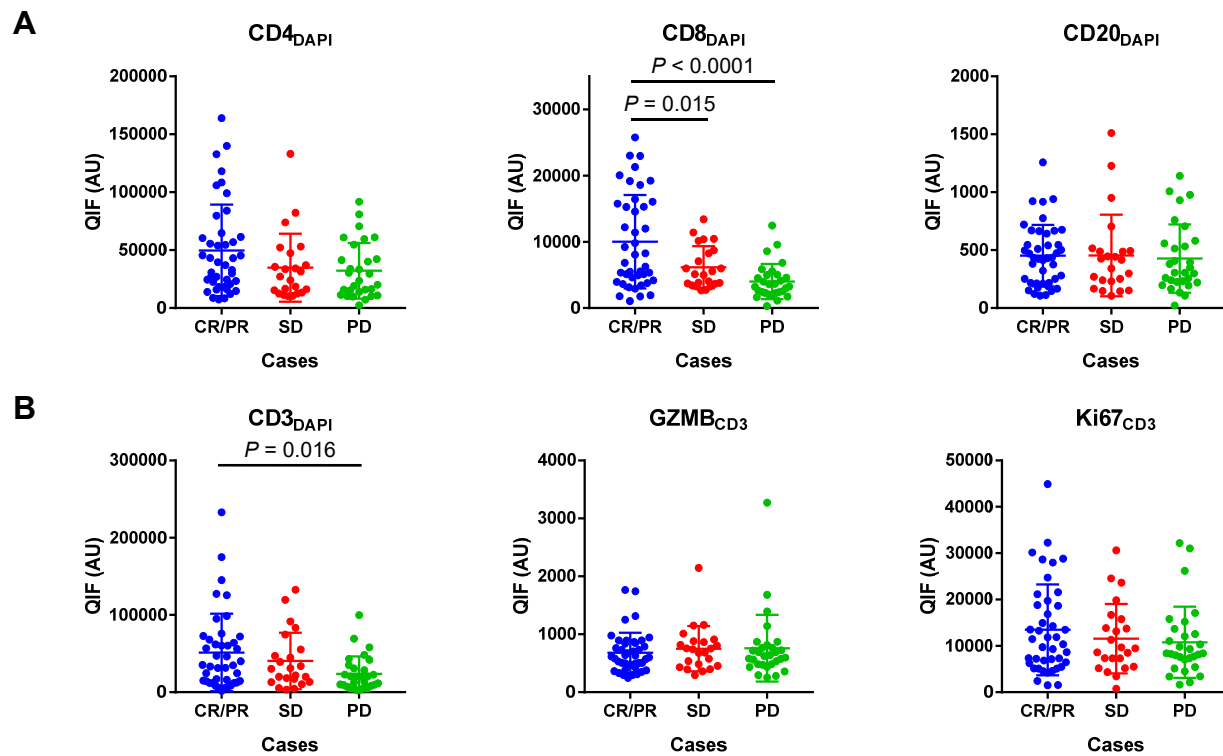 A
CD4DAPI
QIF (AU)
200000
150000
100000
50000
0
CR/PR SD PD
Cases
CD8DAPI
P < 0.0001
P = 0.015
QIF (AU)
30000
20000
10000
0
CR/PR SD PD
Cases
CD20DAPI
QIF (AU)
2000
1500
1000
500
0
CR/PR SD PD
Cases
B
CD3DAPI
P = 0.016
QIF (AU)
300000
200000
100000
0
CR/PR SD PD
Cases
GZMBCD3
QIF (AU)
4000
3000
2000
1000
0
CR/PR SD PD
Cases
Ki67CD3
QIF (AU)
50000
40000
30000
20000
10000
0
CR/PR SD PD
Cases